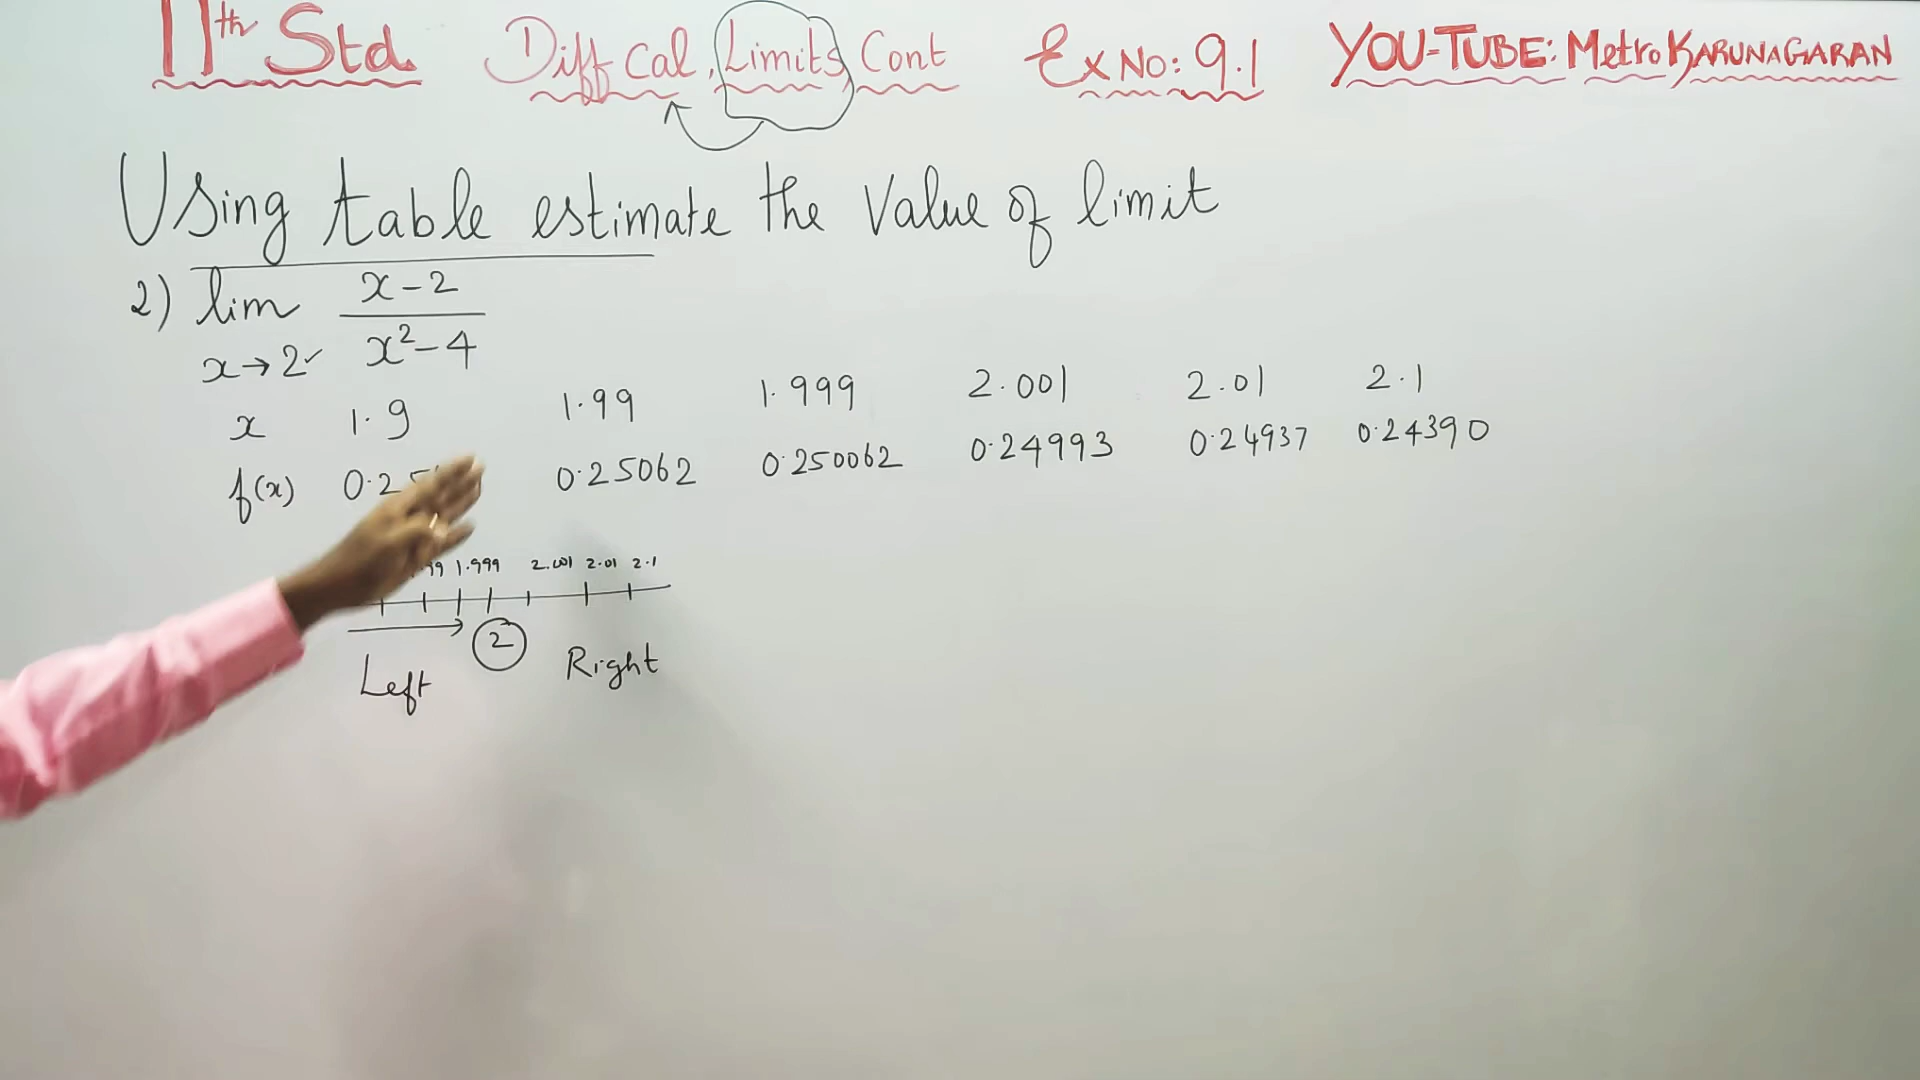 11th Std. Diff Cal, Limits, Cont Ex No: 9.1 YOU-TUBE: Metro KARUNAGARAN
Using table estimate the Value of limit
2) lim x→2 x-2 / x²-4
x 1.9 1.99 1.999 2.001 2.01 2.1
f(x) 0.25062 0.250062 0.24993 0.24937 0.24390
1.999 2.001 2.01 2.1
2
Left Right